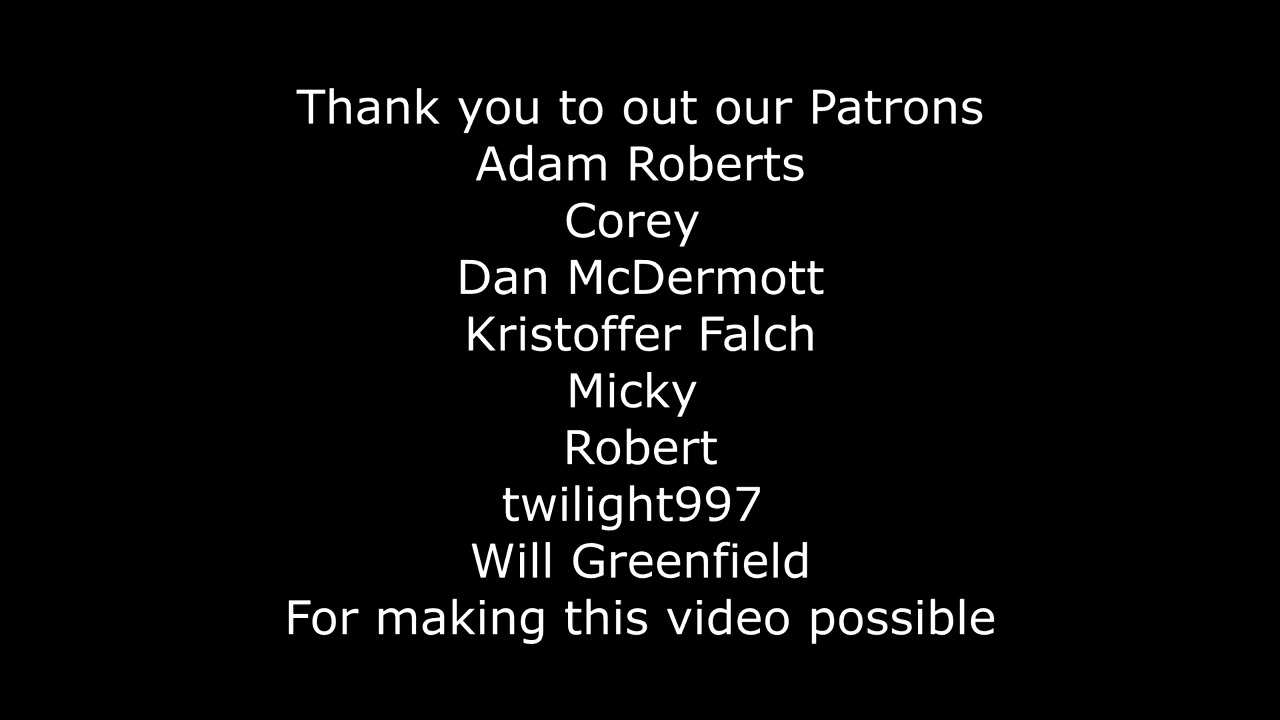 Thank you to out our Patrons
Adam Roberts
Corey
Dan McDermott
Kristoffer Falch
Micky
Robert
twilight997
Will Greenfield
For making this video possible